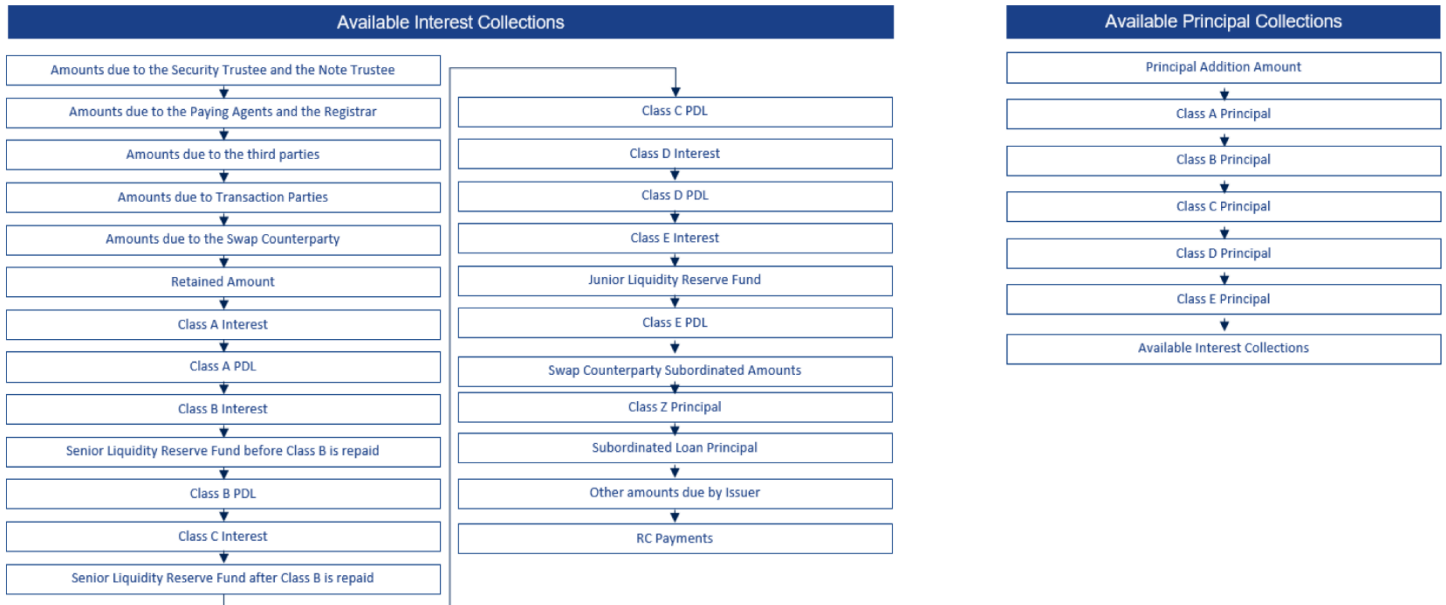 Available Interest Collections
Amounts due to the Security Trustee and the Note Trustee
Amounts due to the Paying Agents and the Registrar
Amounts due to the third parties
Amounts due to Transaction Parties
Amounts due to the Swap Counterparty
Retained Amount
Class A Interest
Class A PDL
Class B Interest
Senior Liquidity Reserve Fund before Class B is repaid
Class B PDL
Class C Interest
Senior Liquidity Reserve Fund after Class B is repaid
Class C PDL
Class D Interest
Class D PDL
Class E Interest
Junior Liquidity Reserve Fund
Class E PDL
Swap Counterparty Subordinated Amounts
Class Z Principal
Subordinated Loan Principal
Other amounts due by Issuer
RC Payments
Available Principal Collections
Principal Addition Amount
Class A Principal
Class B Principal
Class C Principal
Class D Principal
Class E Principal
Available Interest Collections